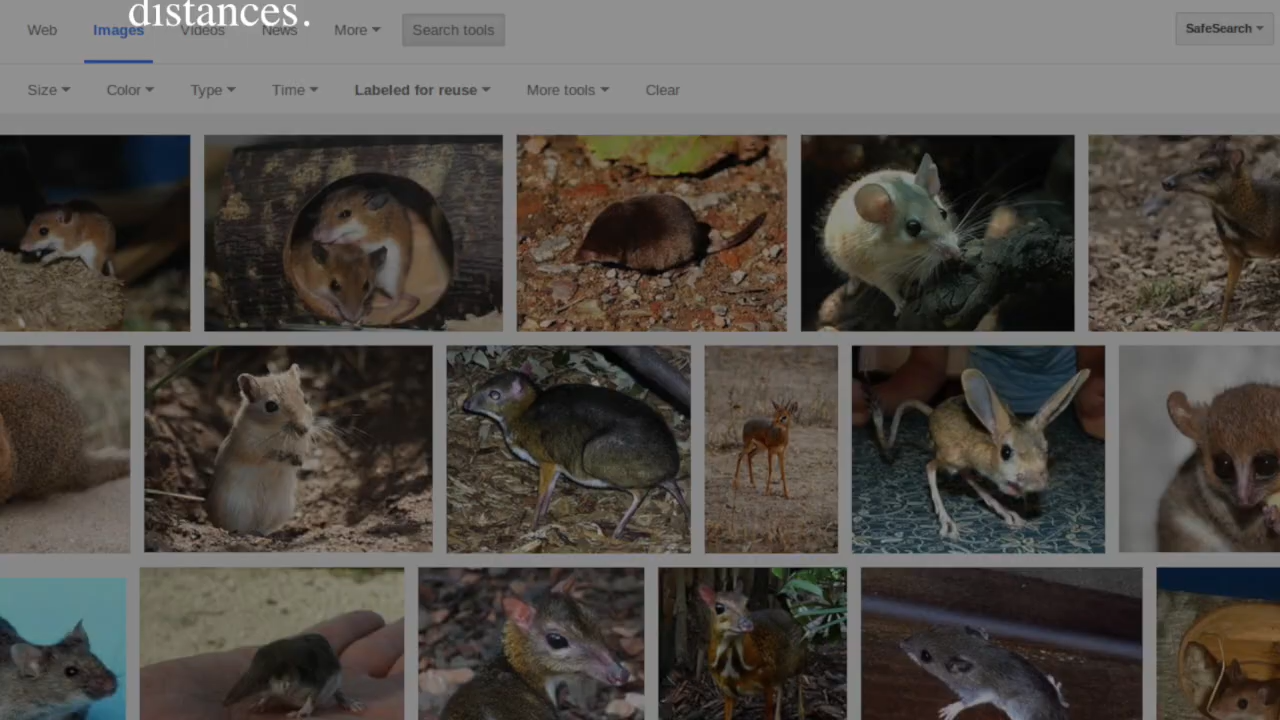 distances.
Web Images Videos News More Search tools SafeSearch
Size Color Type Time Labeled for reuse More tools Clear